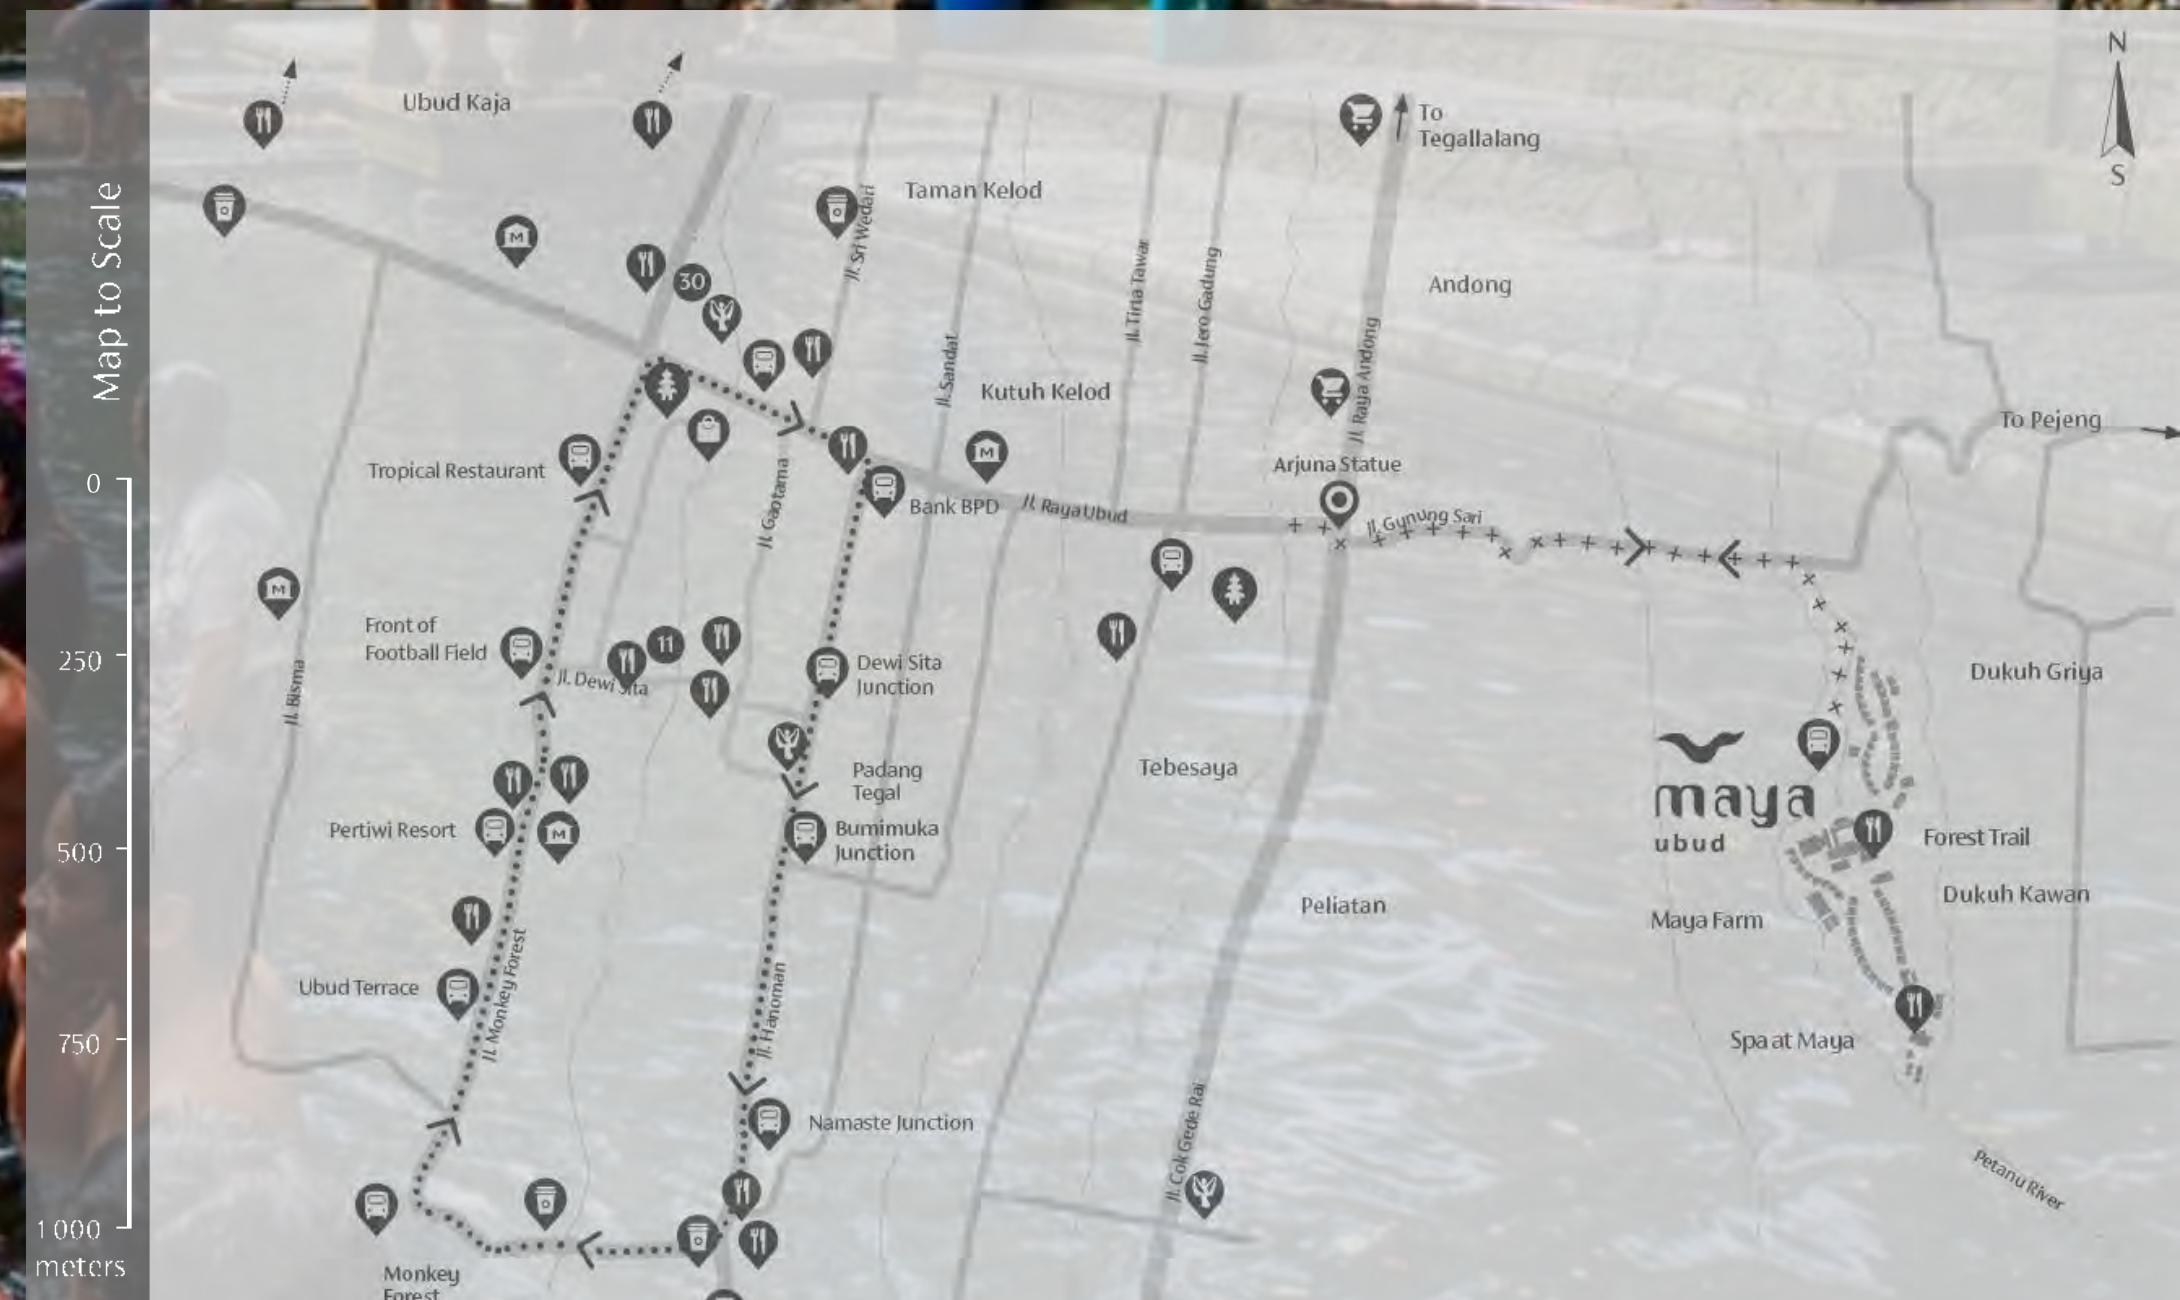 N
S
Map to Scale
0
250
500
750
1000
meters
Ubud Kaja
To
Tegallalang
Taman Kelod
Jl. Sri Wedari
30
Jl. Tirta Tawar
Jl. Jero Gadung
Andong
Jl. Sandat
Kutuh Kelod
Jl. Raya Andong
To Pejeng
Tropical Restaurant
M
M
Arjuna Statue
Jl. Gaotama
Bank BPD
Jl. Raya Ubud
Jl. Gunung Sari
M
Front of
Football Field
11
Jl. Dewi Sita
Dewi Sita
Junction
Dukuh Griya
Jl. Bisma
Padang
Tegal
Tebesaya
maya
ubud
Pertiwi Resort
M
Bumimuka
Junction
Forest Trail
Dukuh Kawan
Peliatan
Maya Farm
Ubud Terrace
Jl. Monkey Forest
Jl. Hanoman
Spa at Maya
Namaste Junction
Jl. Cok Gede Rai
Petanu River
Monkey
Forest